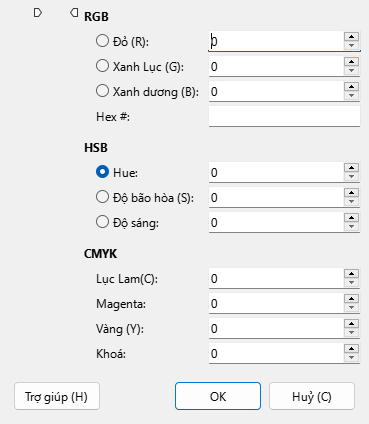 RGB
Đỏ (R): 0
Xanh Lục (G): 0
Xanh dương (B): 0
Hex #:
HSB
Hue: 0
Độ bão hòa (S): 0
Độ sáng: 0
CMYK
Lục Lam(C): 0
Magenta: 0
Vàng (Y): 0
Khoá: 0
Trợ giúp (H) OK Huỷ (C)